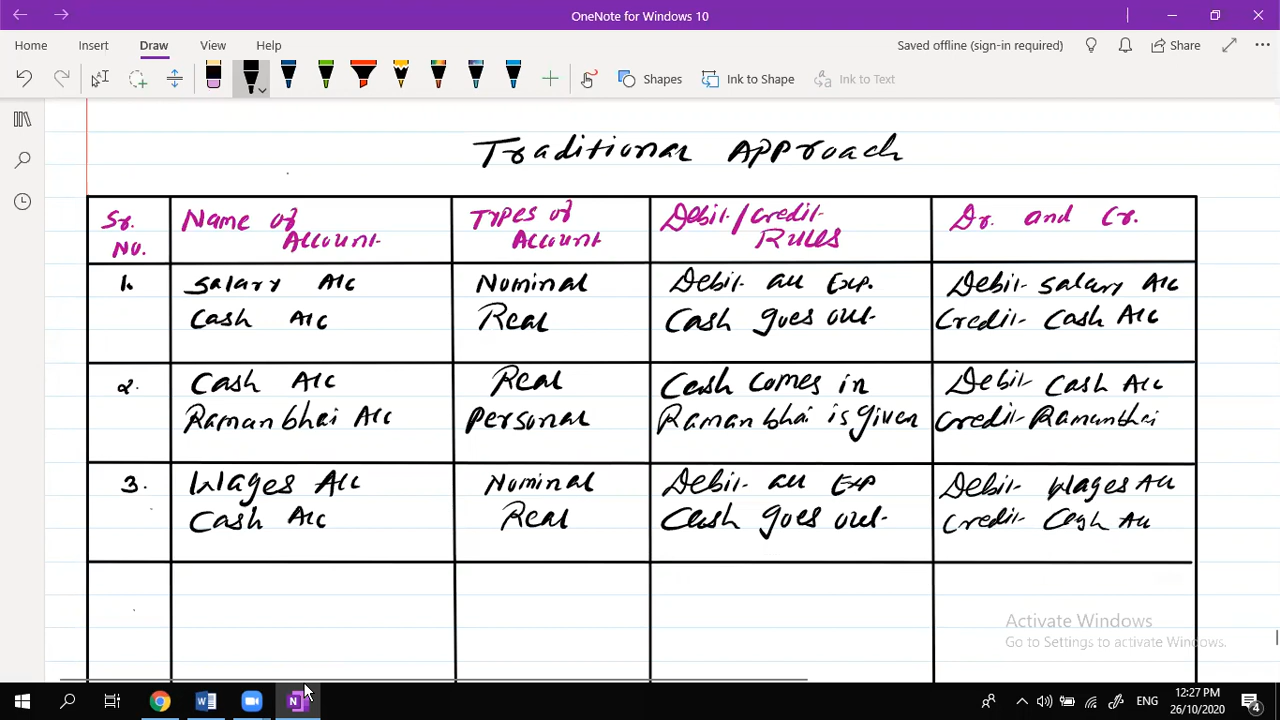 OneNote for Windows 10
Home Insert Draw View Help
Saved offline (sign-in required) Share
Shapes Ink to Shape Ink to Text
Traditional Approach
Sr. No. Name of Account Types of Account Debit/Credit Rules Dr. and Cr.
1. Salary A/c Nominal Debit all Exp. Debit Salary A/c
Cash A/c Real Cash goes out Credit Cash A/c
2. Cash A/c Real Cash comes in Debit Cash A/c
Ramanbhai A/c Personal Ramanbhai is given Credit Ramanbhai
3. Wages A/c Nominal Debit all Exp Debit Wages A/c
Cash A/c Real Cash goes out Credit Cash A/c
Activate Windows
Go to Settings to activate Windows.
ENG 12:27 PM
26/10/2020 4